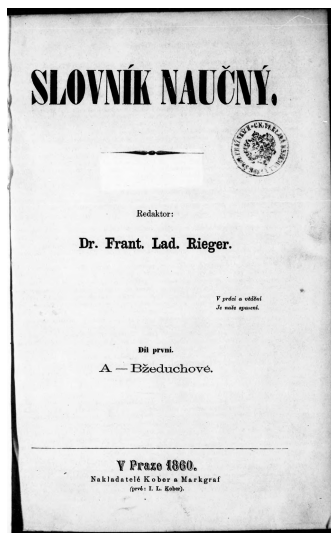 SLOVNÍK NAUČNÝ.
Redaktor:
Dr. Frant. Lad. Rieger.
V práci a vědění
Je naše spasení.
Díl první.
A — Bžeduchové.
V Praze 1860.
Nakladatelé Kober a Markgraf
(prvé: I. L. Kober).